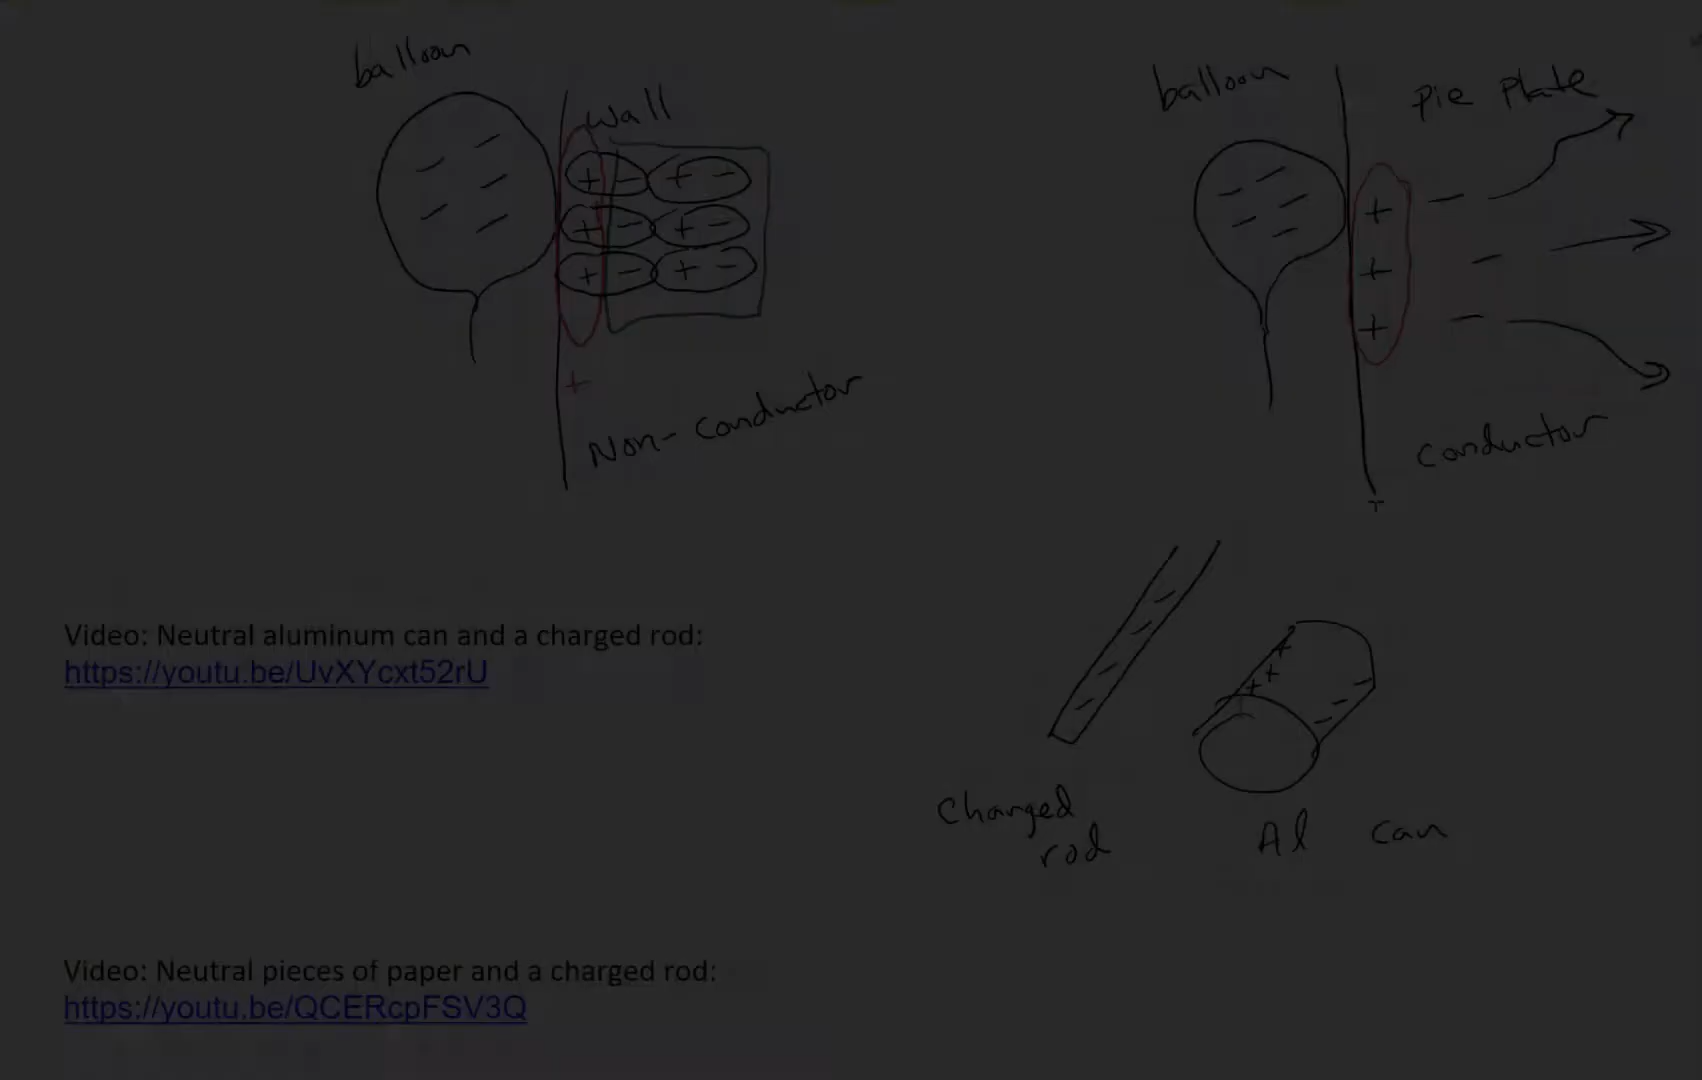 balloon
wall
Non-conductor
balloon
pie plate
conductor
Video: Neutral aluminum can and a charged rod:
https://youtu.be/UvXYcxt52rU
Charged
rod
Al can
Video: Neutral pieces of paper and a charged rod:
https://youtu.be/QCERcpFSV3Q